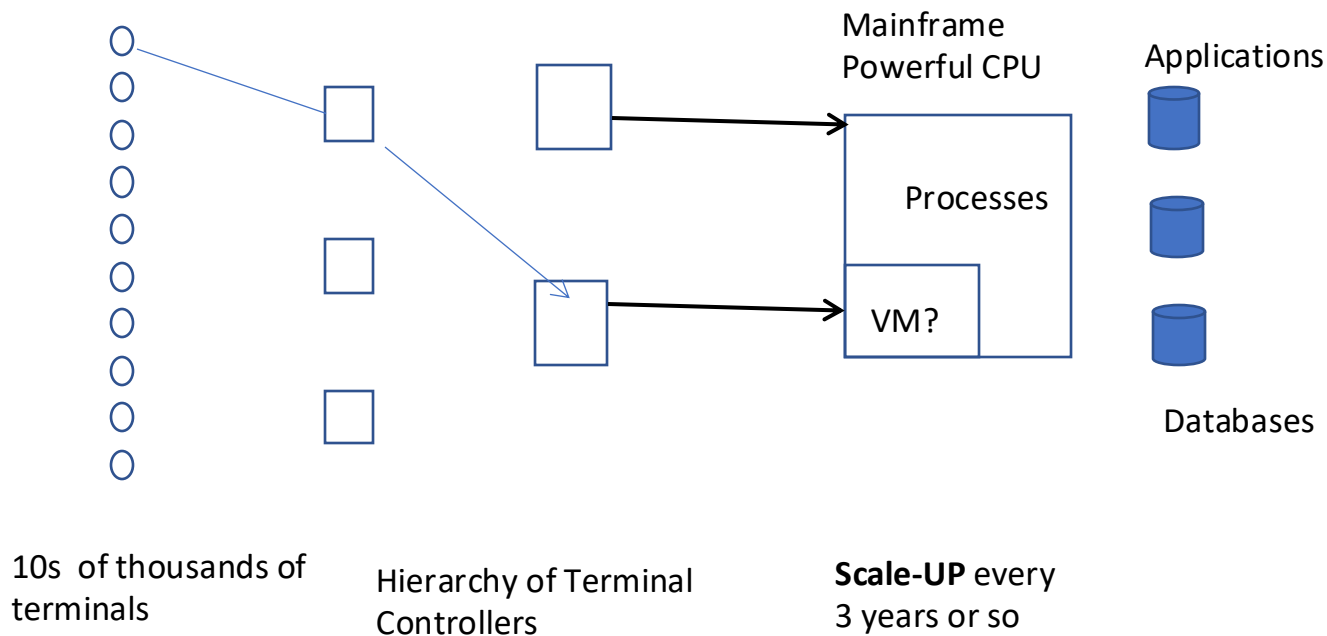 Mainframe
Powerful CPU
Applications
Processes
VM?
Databases
10s of thousands of
terminals
Hierarchy of Terminal
Controllers
Scale-UP every
3 years or so